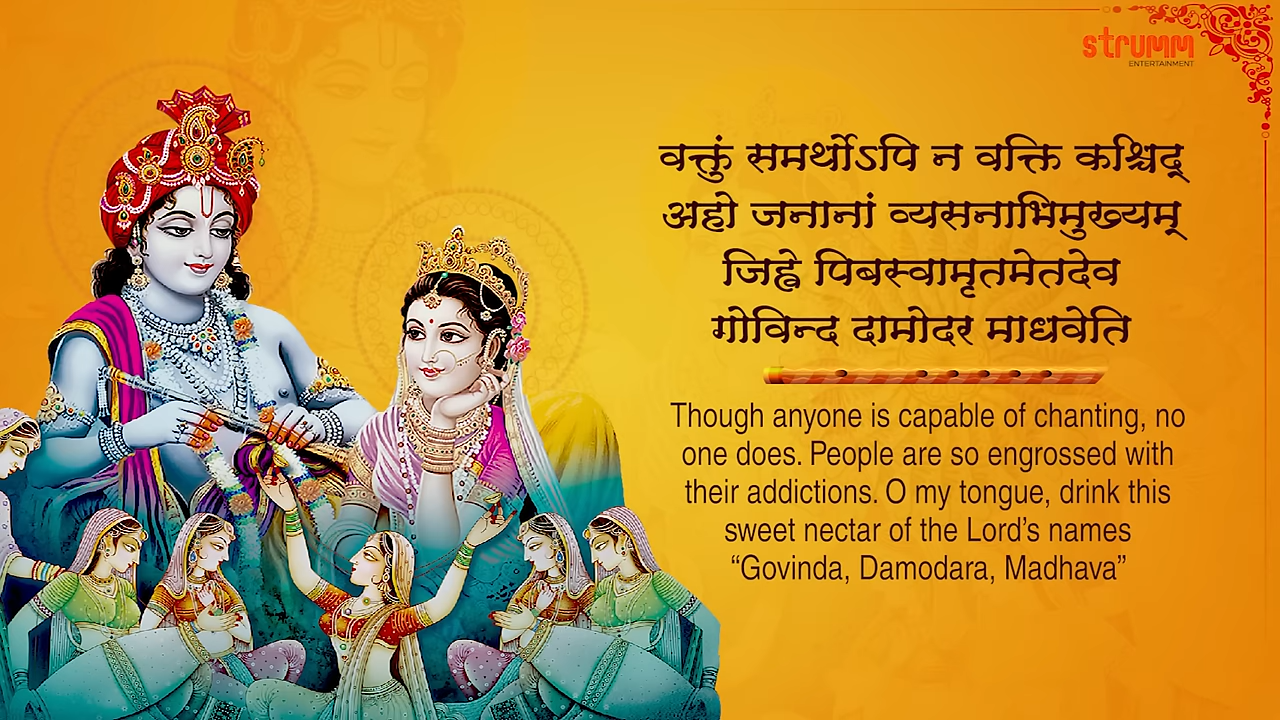 strumm
ENTERTAINMENT
वक्तुं समर्थोऽपि न वक्ति कश्चिद्
अहो जनानां व्यसनाभिमुख्यम्
जिह्वे पिबस्वामृतमेतदेव
गोविन्द दामोदर माधवेति
Though anyone is capable of chanting, no
one does. People are so engrossed with
their addictions. O my tongue, drink this
sweet nectar of the Lord’s names
“Govinda, Damodara, Madhava”